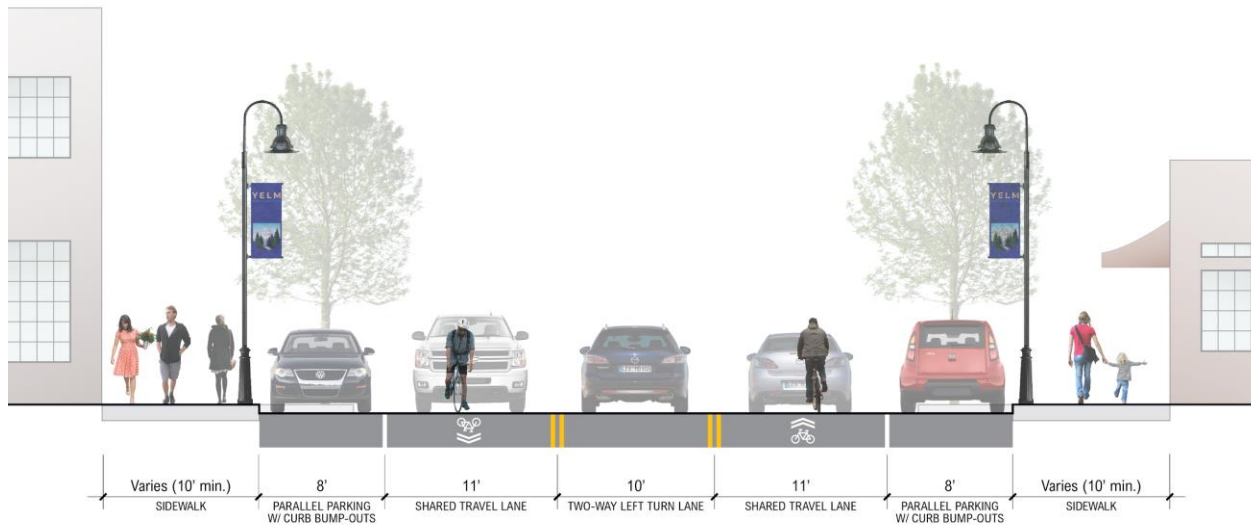 YELM
YELM
Varies (10' min.)
SIDEWALK
8'
PARALLEL PARKING
W/ CURB BUMP-OUTS
11'
SHARED TRAVEL LANE
10'
TWO-WAY LEFT TURN LANE
11'
SHARED TRAVEL LANE
8'
PARALLEL PARKING
W/ CURB BUMP-OUTS
Varies (10' min.)
SIDEWALK